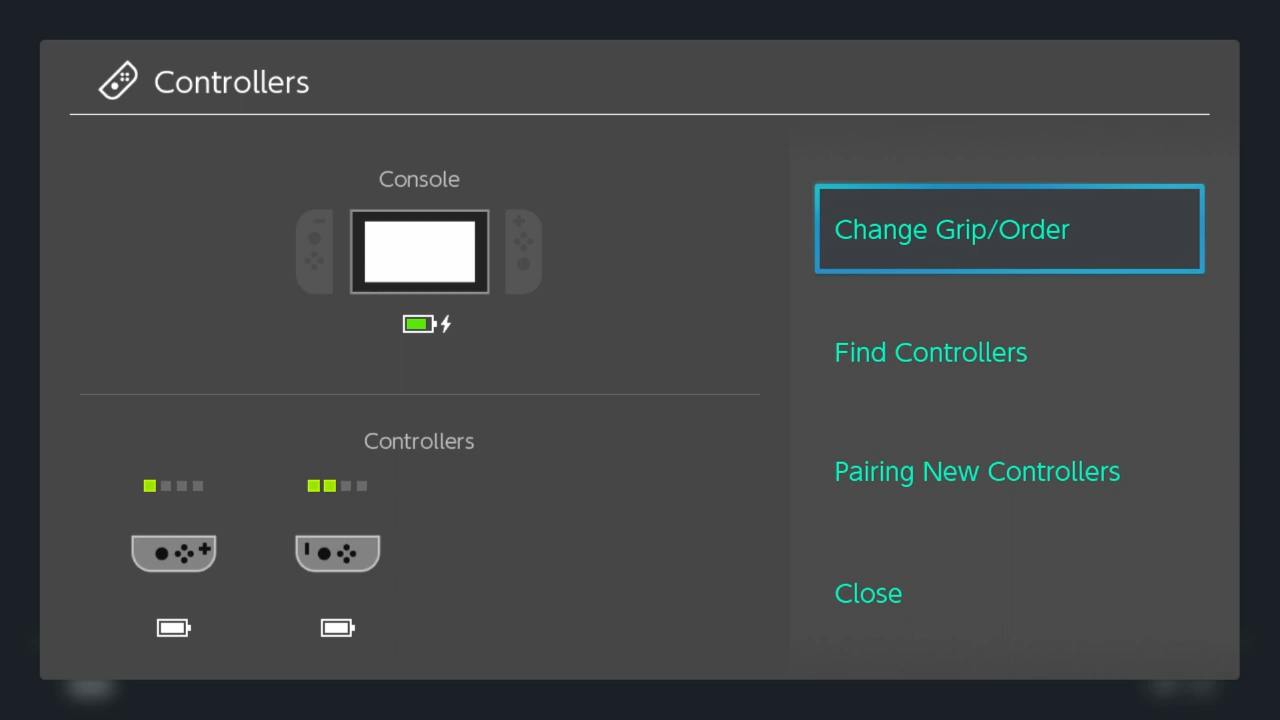 Controllers
Console
Controllers
Change Grip/Order
Find Controllers
Pairing New Controllers
Close